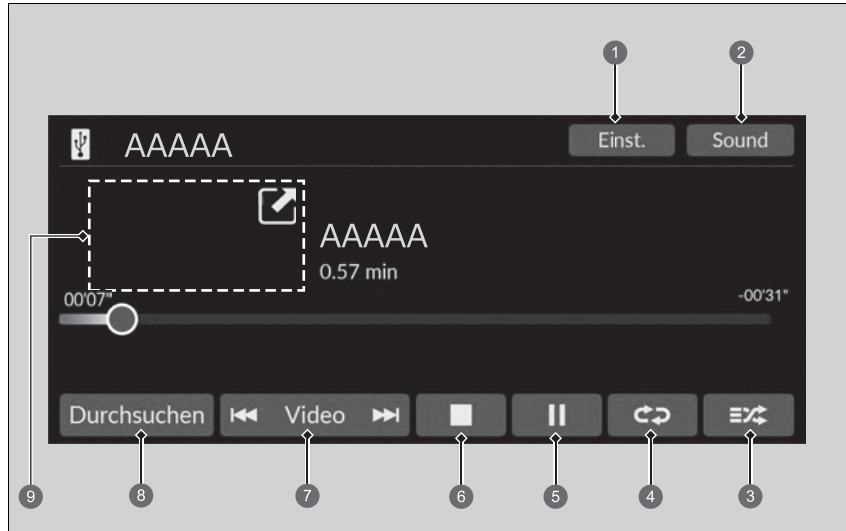 1 2
AAAAA Einst. Sound
AAAAA
9
0.57 min
00'07" -00'31"
Durchsuchen Video
8 7 6 5 4 3